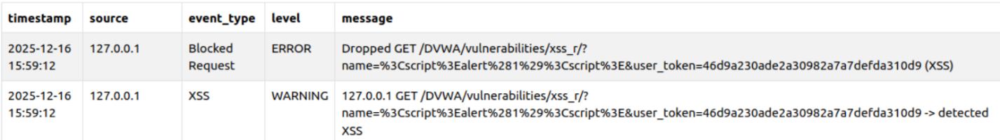 timestamp source event_type level message
2025-12-16 127.0.0.1 Blocked ERROR Dropped GET /DVWA/vulnerabilities/xss_r/?
15:59:12 Request name=%3Cscript%3Ealert%281%29%3Cscript%3E&user_token=46d9a230ade2a30982a7a7defda310d9 (XSS)
2025-12-16 127.0.0.1 XSS WARNING 127.0.0.1 GET /DVWA/vulnerabilities/xss_r/?
15:59:12 name=%3Cscript%3Ealert%281%29%3Cscript%3E&user_token=46d9a230ade2a30982a7a7defda310d9 -> detected
XSS